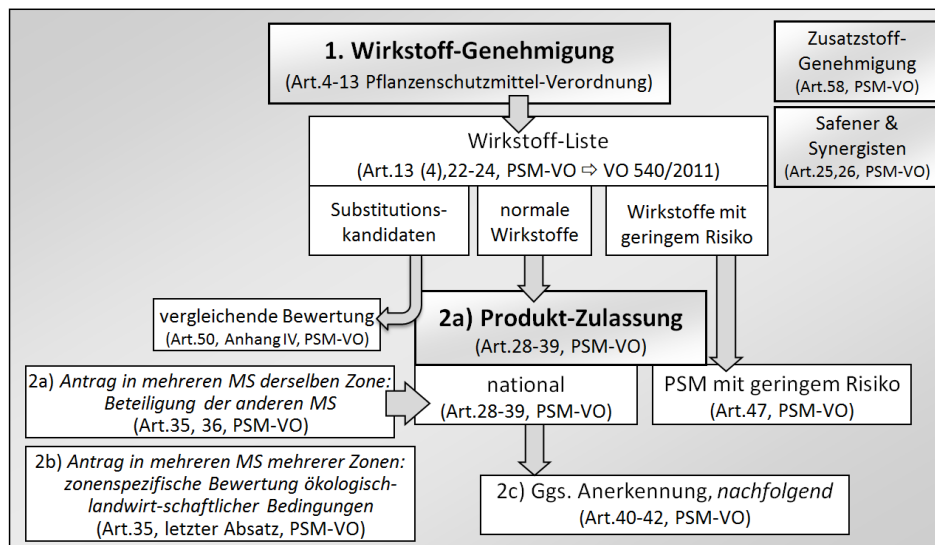 1. Wirkstoff-Genehmigung
(Art.4-13 Pflanzenschutzmittel-Verordnung)
Zusatzstoff-
Genehmigung
(Art.58, PSM-VO)
Safener &
Synergisten
(Art.25,26, PSM-VO)
Wirkstoff-Liste
(Art.13 (4),22-24, PSM-VO ⇨ VO 540/2011)
Substitutions-
kandidaten
normale
Wirkstoffe
Wirkstoffe mit
geringem Risiko
vergleichende Bewertung
(Art.50, Anhang IV, PSM-VO)
2a) Produkt-Zulassung
(Art.28-39, PSM-VO)
2a) Antrag in mehreren MS derselben Zone:
Beteiligung der anderen MS
(Art.35, 36, PSM-VO)
national
(Art.28-39, PSM-VO)
PSM mit geringem Risiko
(Art.47, PSM-VO)
2b) Antrag in mehreren MS mehrerer Zonen:
zonenspezifische Bewertung ökologisch-
landwirt-schaftlicher Bedingungen
(Art.35, letzter Absatz, PSM-VO)
2c) Ggs. Anerkennung, nachfolgend
(Art.40-42, PSM-VO)